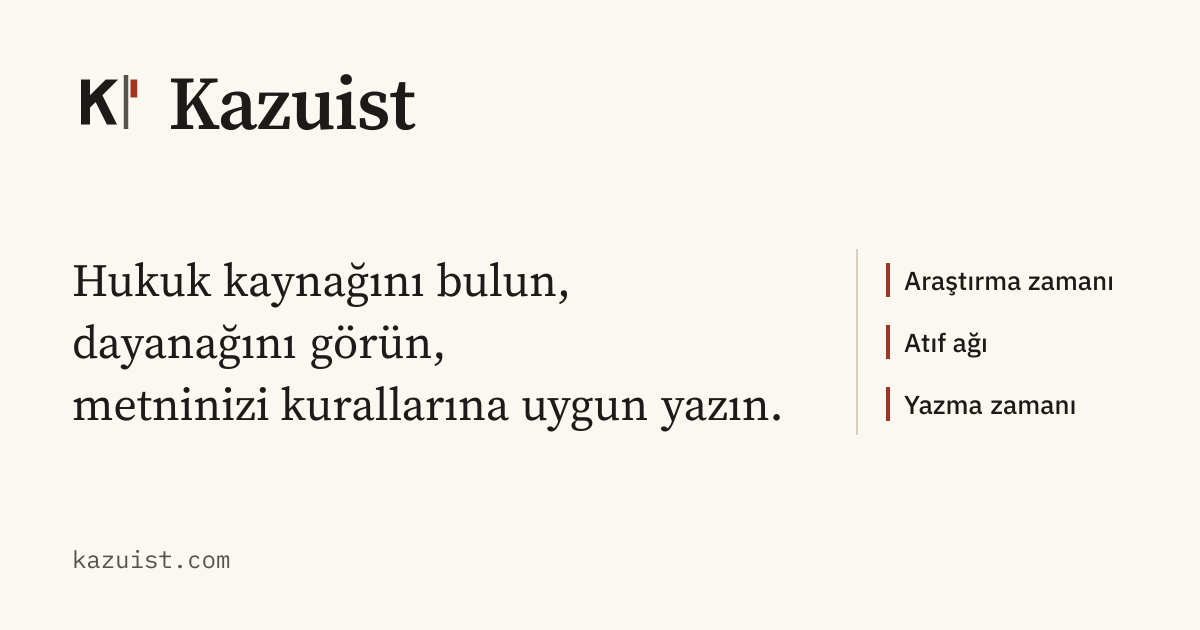 K Kazuist
Hukuk kaynağını bulun,
dayanağını görün,
metninizi kurallarına uygun yazın.
Araştırma zamanı
Atıf ağı
Yazma zamanı
kazuist.com